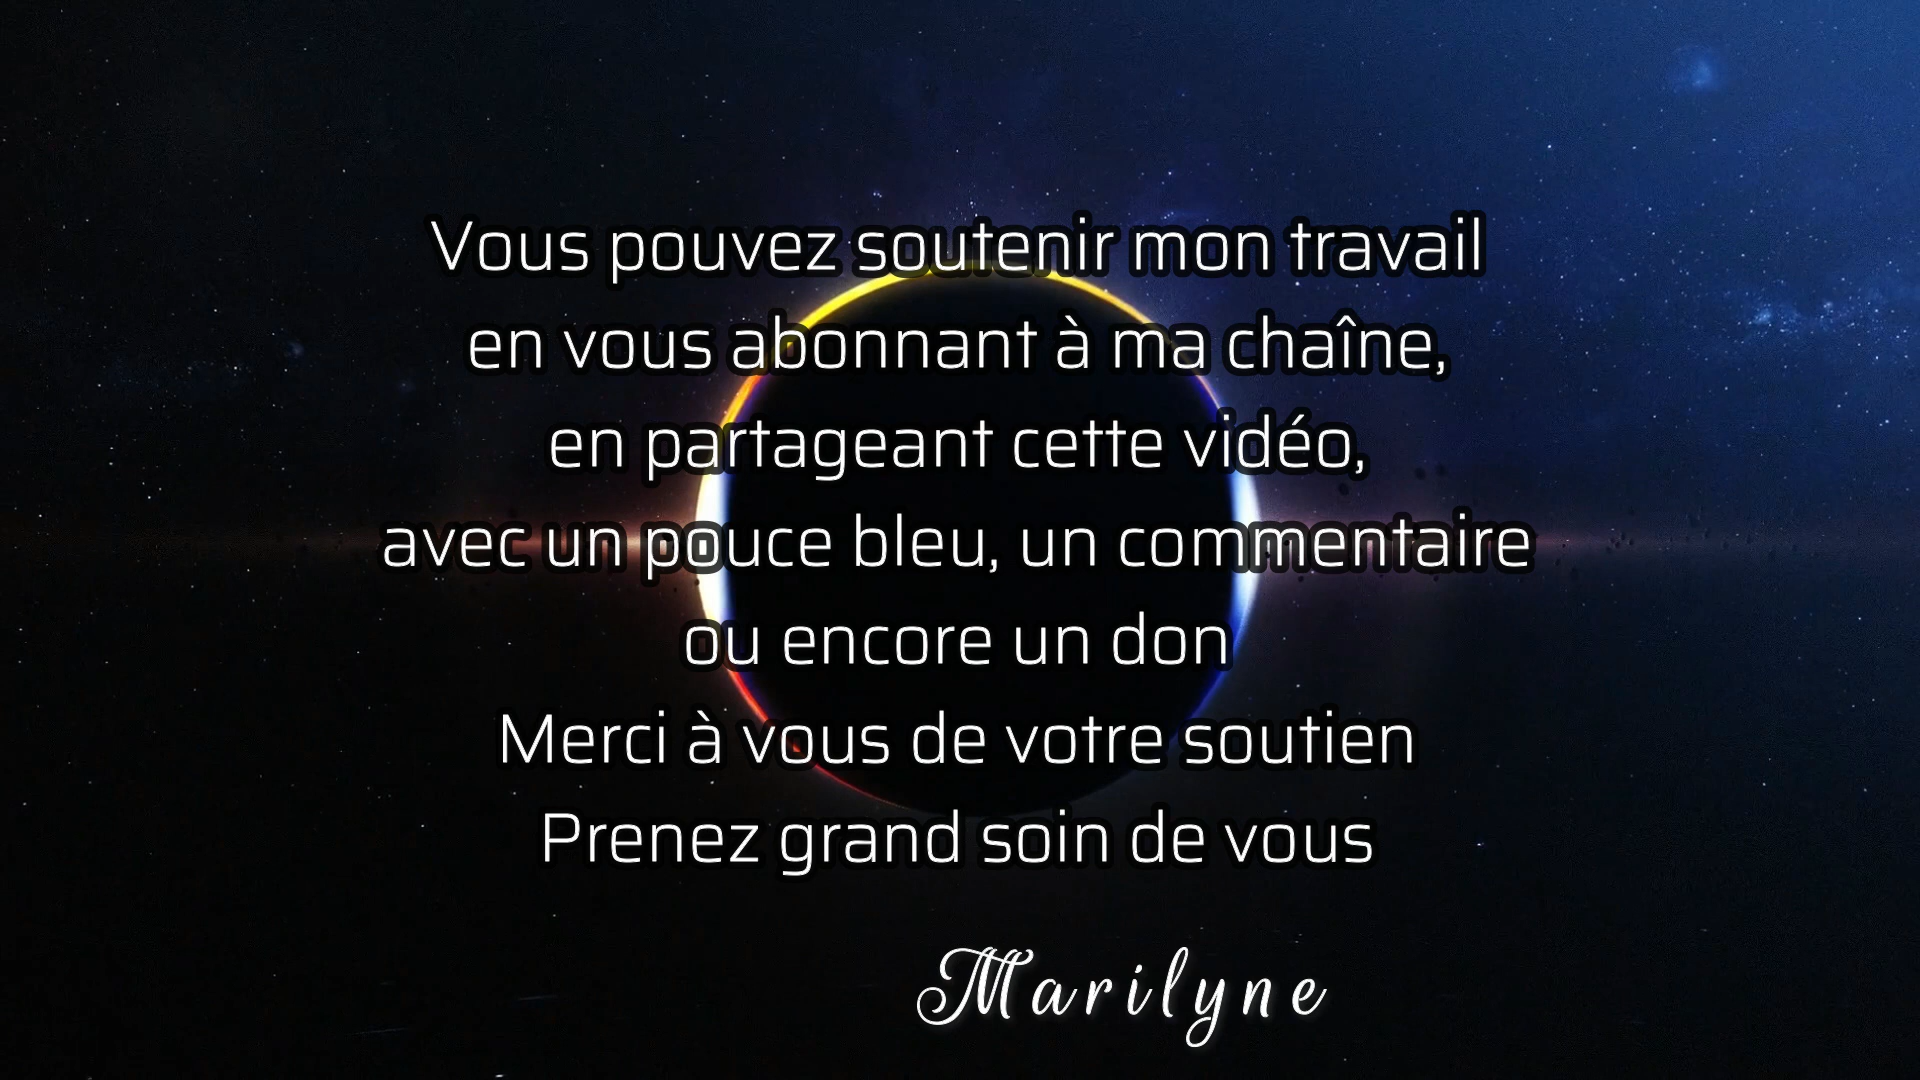 Vous pouvez soutenir mon travail
en vous abonnant à ma chaîne,
en partageant cette vidéo,
avec un pouce bleu, un commentaire
ou encore un don
Merci à vous de votre soutien
Prenez grand soin de vous
Marilyne